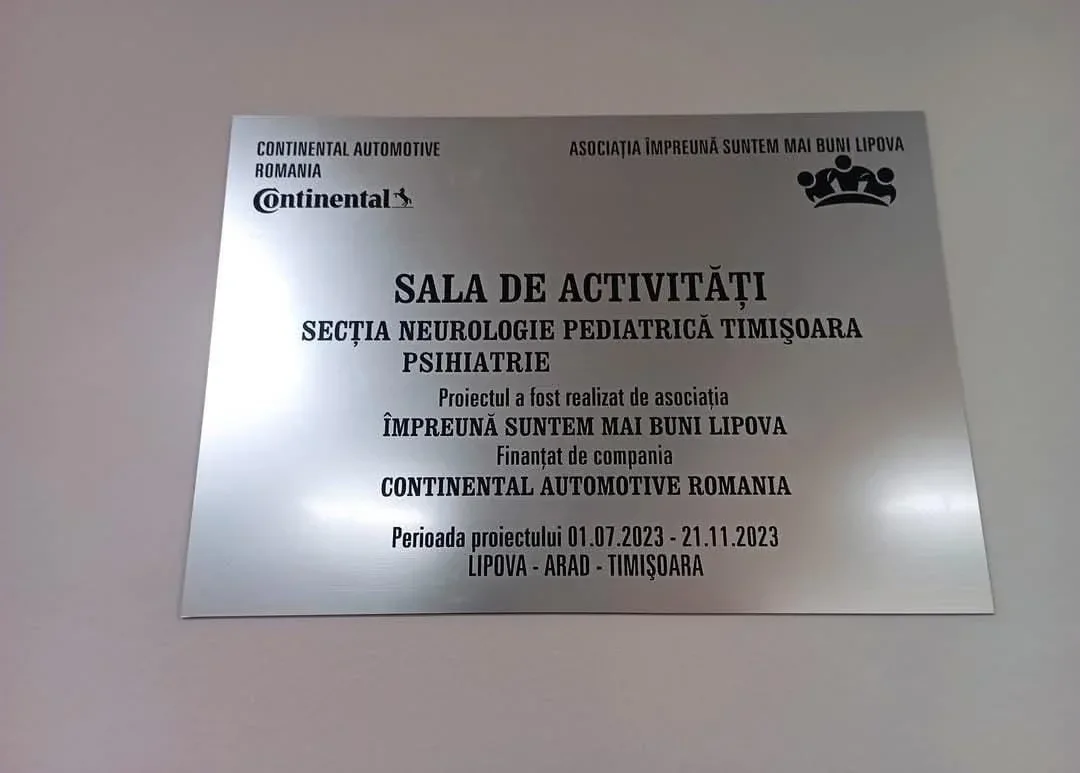 CONTINENTAL AUTOMOTIVE
ROMANIA
Continental
ASOCIAȚIA ÎMPREUNĂ SUNTEM MAI BUNI LIPOVA
SALA DE ACTIVITĂȚI
SECȚIA NEUROLOGIE PEDIATRICĂ TIMIȘOARA
PSIHIATRIE
Proiectul a fost realizat de asociația
ÎMPREUNĂ SUNTEM MAI BUNI LIPOVA
Finanțat de compania
CONTINENTAL AUTOMOTIVE ROMANIA
Perioada proiectului 01.07.2023 - 21.11.2023
LIPOVA - ARAD - TIMIȘOARA